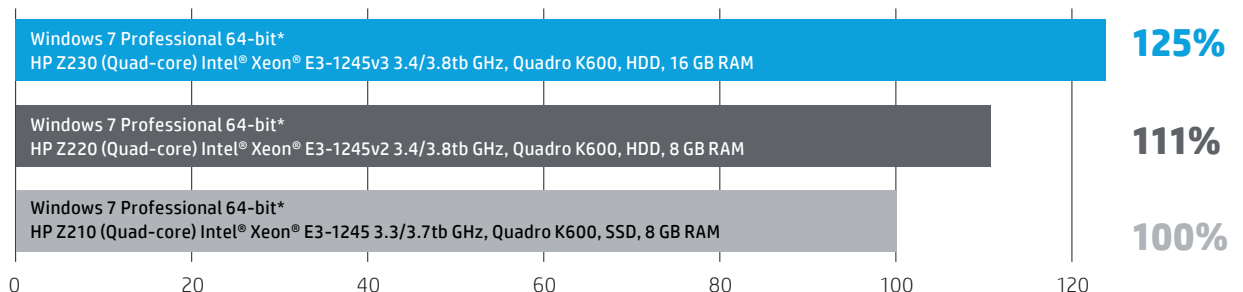 Windows 7 Professional 64-bit*
HP Z230 (Quad-core) Intel® Xeon® E3-1245v3 3.4/3.8tb GHz, Quadro K600, HDD, 16 GB RAM
125%
Windows 7 Professional 64-bit*
HP Z220 (Quad-core) Intel® Xeon® E3-1245v2 3.4/3.8tb GHz, Quadro K600, HDD, 8 GB RAM
111%
Windows 7 Professional 64-bit*
HP Z210 (Quad-core) Intel® Xeon® E3-1245 3.3/3.7tb GHz, Quadro K600, SSD, 8 GB RAM
100%
0 20 40 60 80 100 120